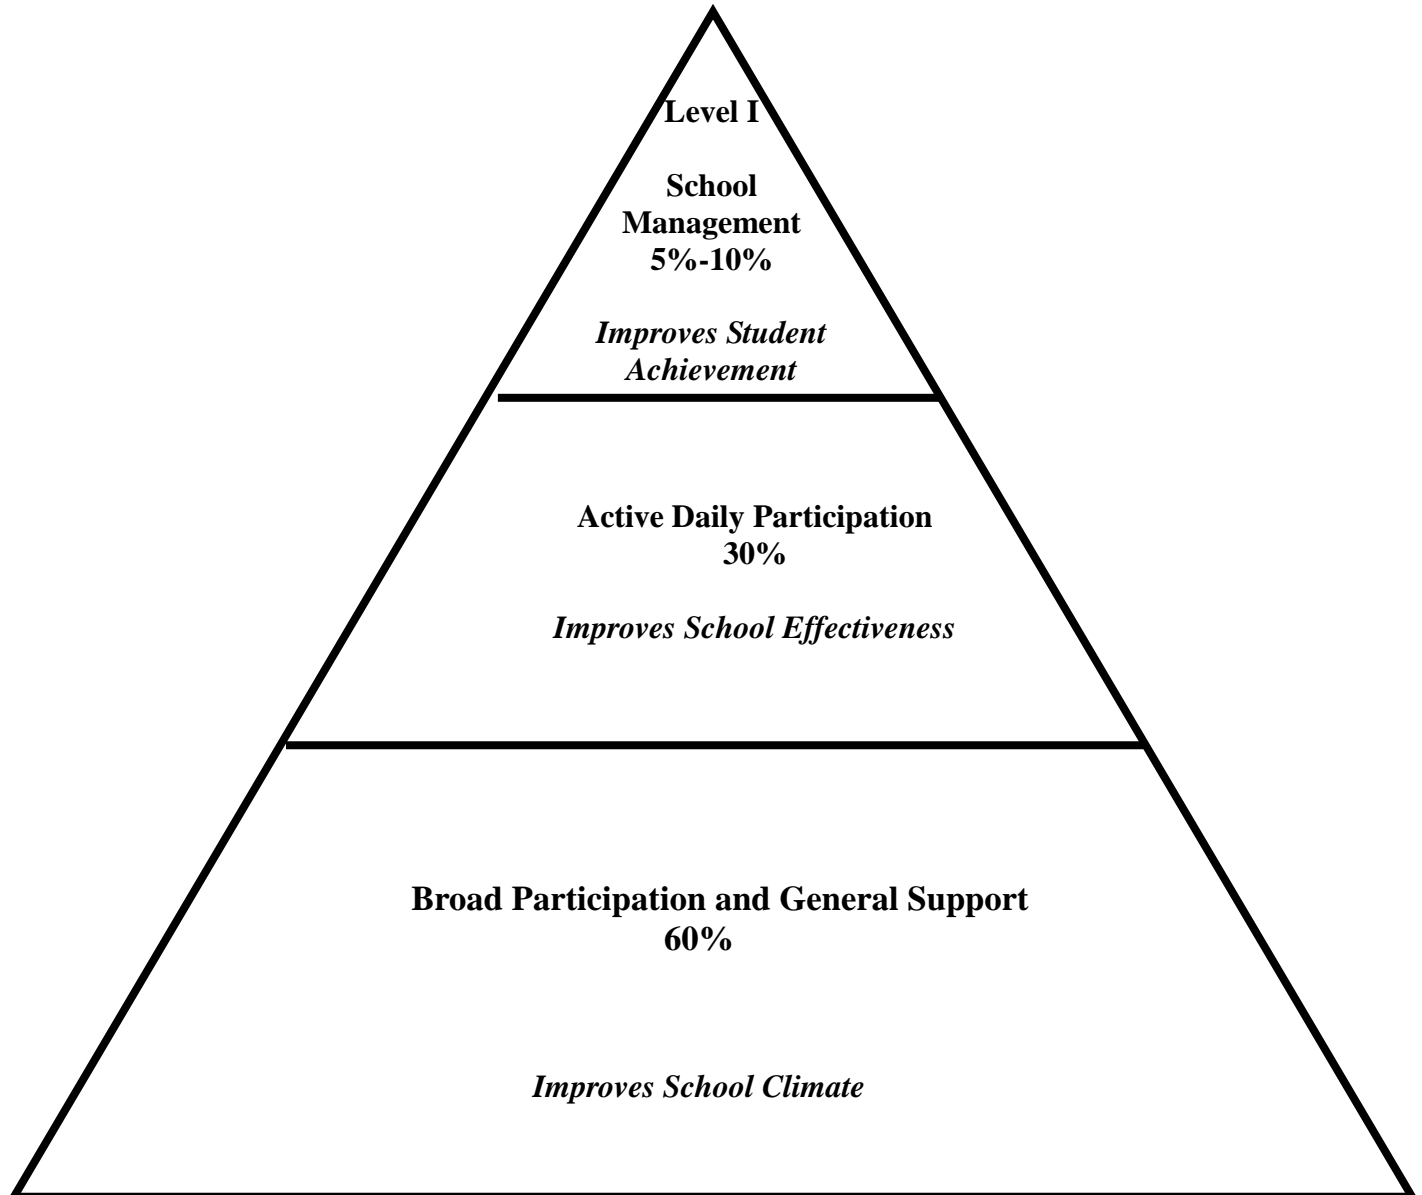 Level I
School
Management
5%-10%
Improves Student
Achievement
Active Daily Participation
30%
Improves School Effectiveness
Broad Participation and General Support
60%
Improves School Climate